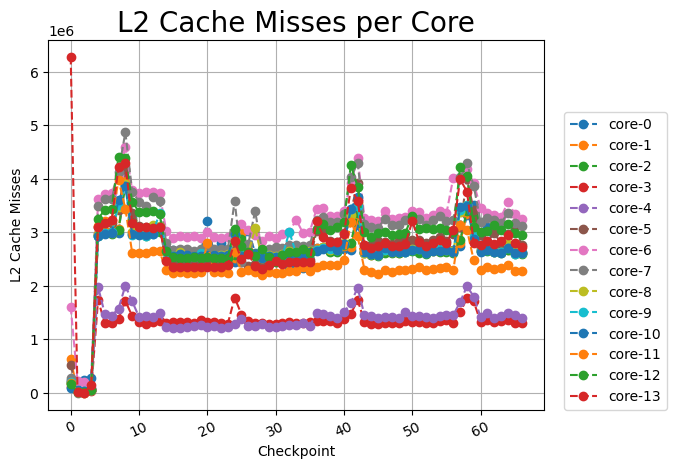 L2 Cache Misses per Core
1e6
6
5
4
3
2
1
0
L2 Cache Misses
0 10 20 30 40 50 60
Checkpoint
core-0
core-1
core-2
core-3
core-4
core-5
core-6
core-7
core-8
core-9
core-10
core-11
core-12
core-13